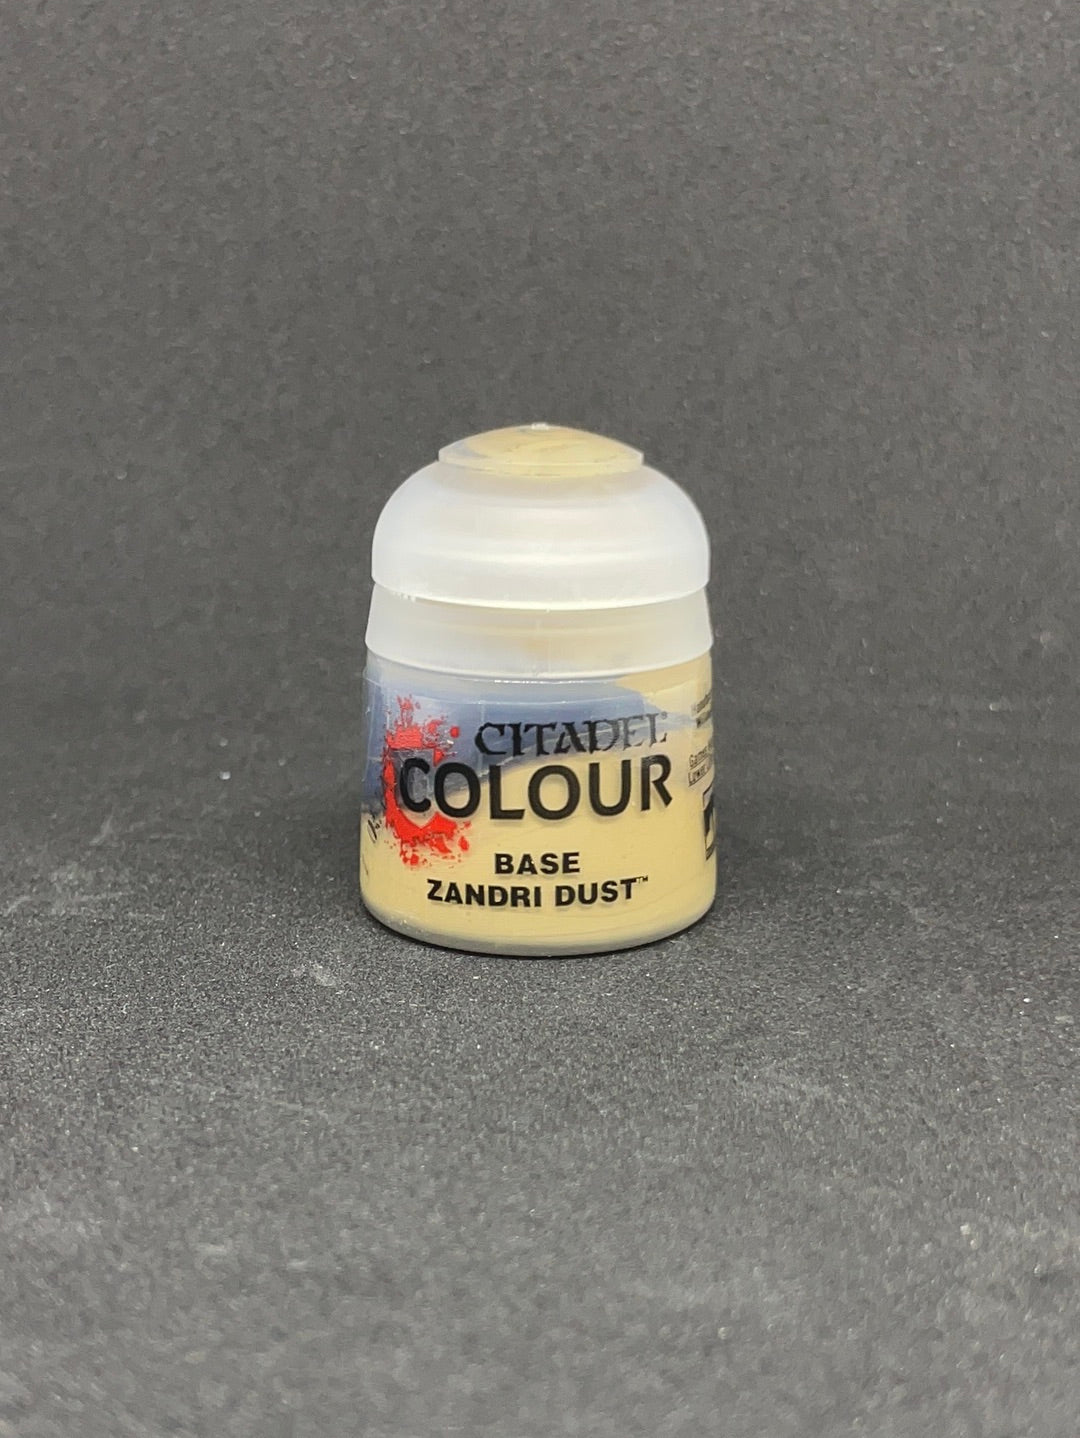 CITADEL
COLOUR
BASE
ZANDRI DUST™